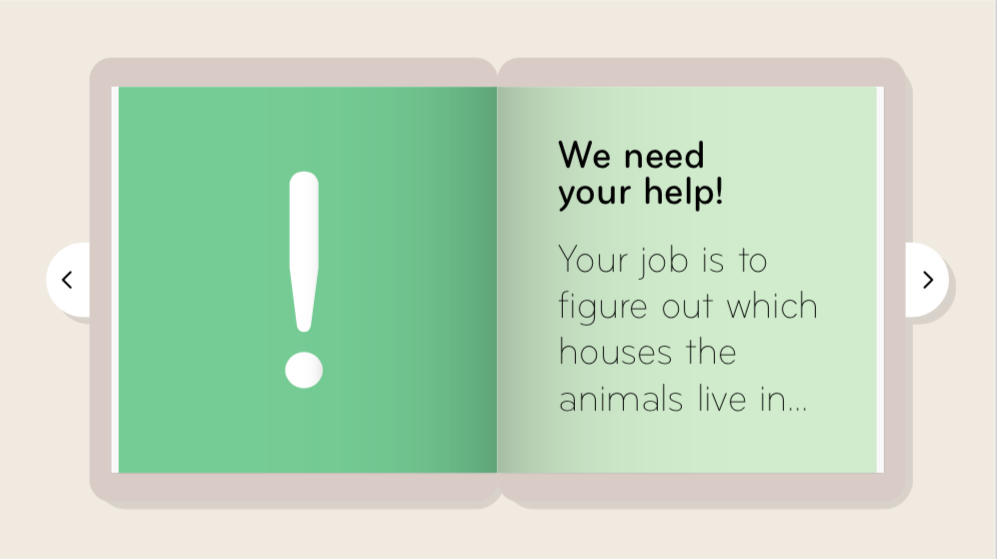 !
We need
your help!
Your job is to
figure out which
houses the
animals live in...